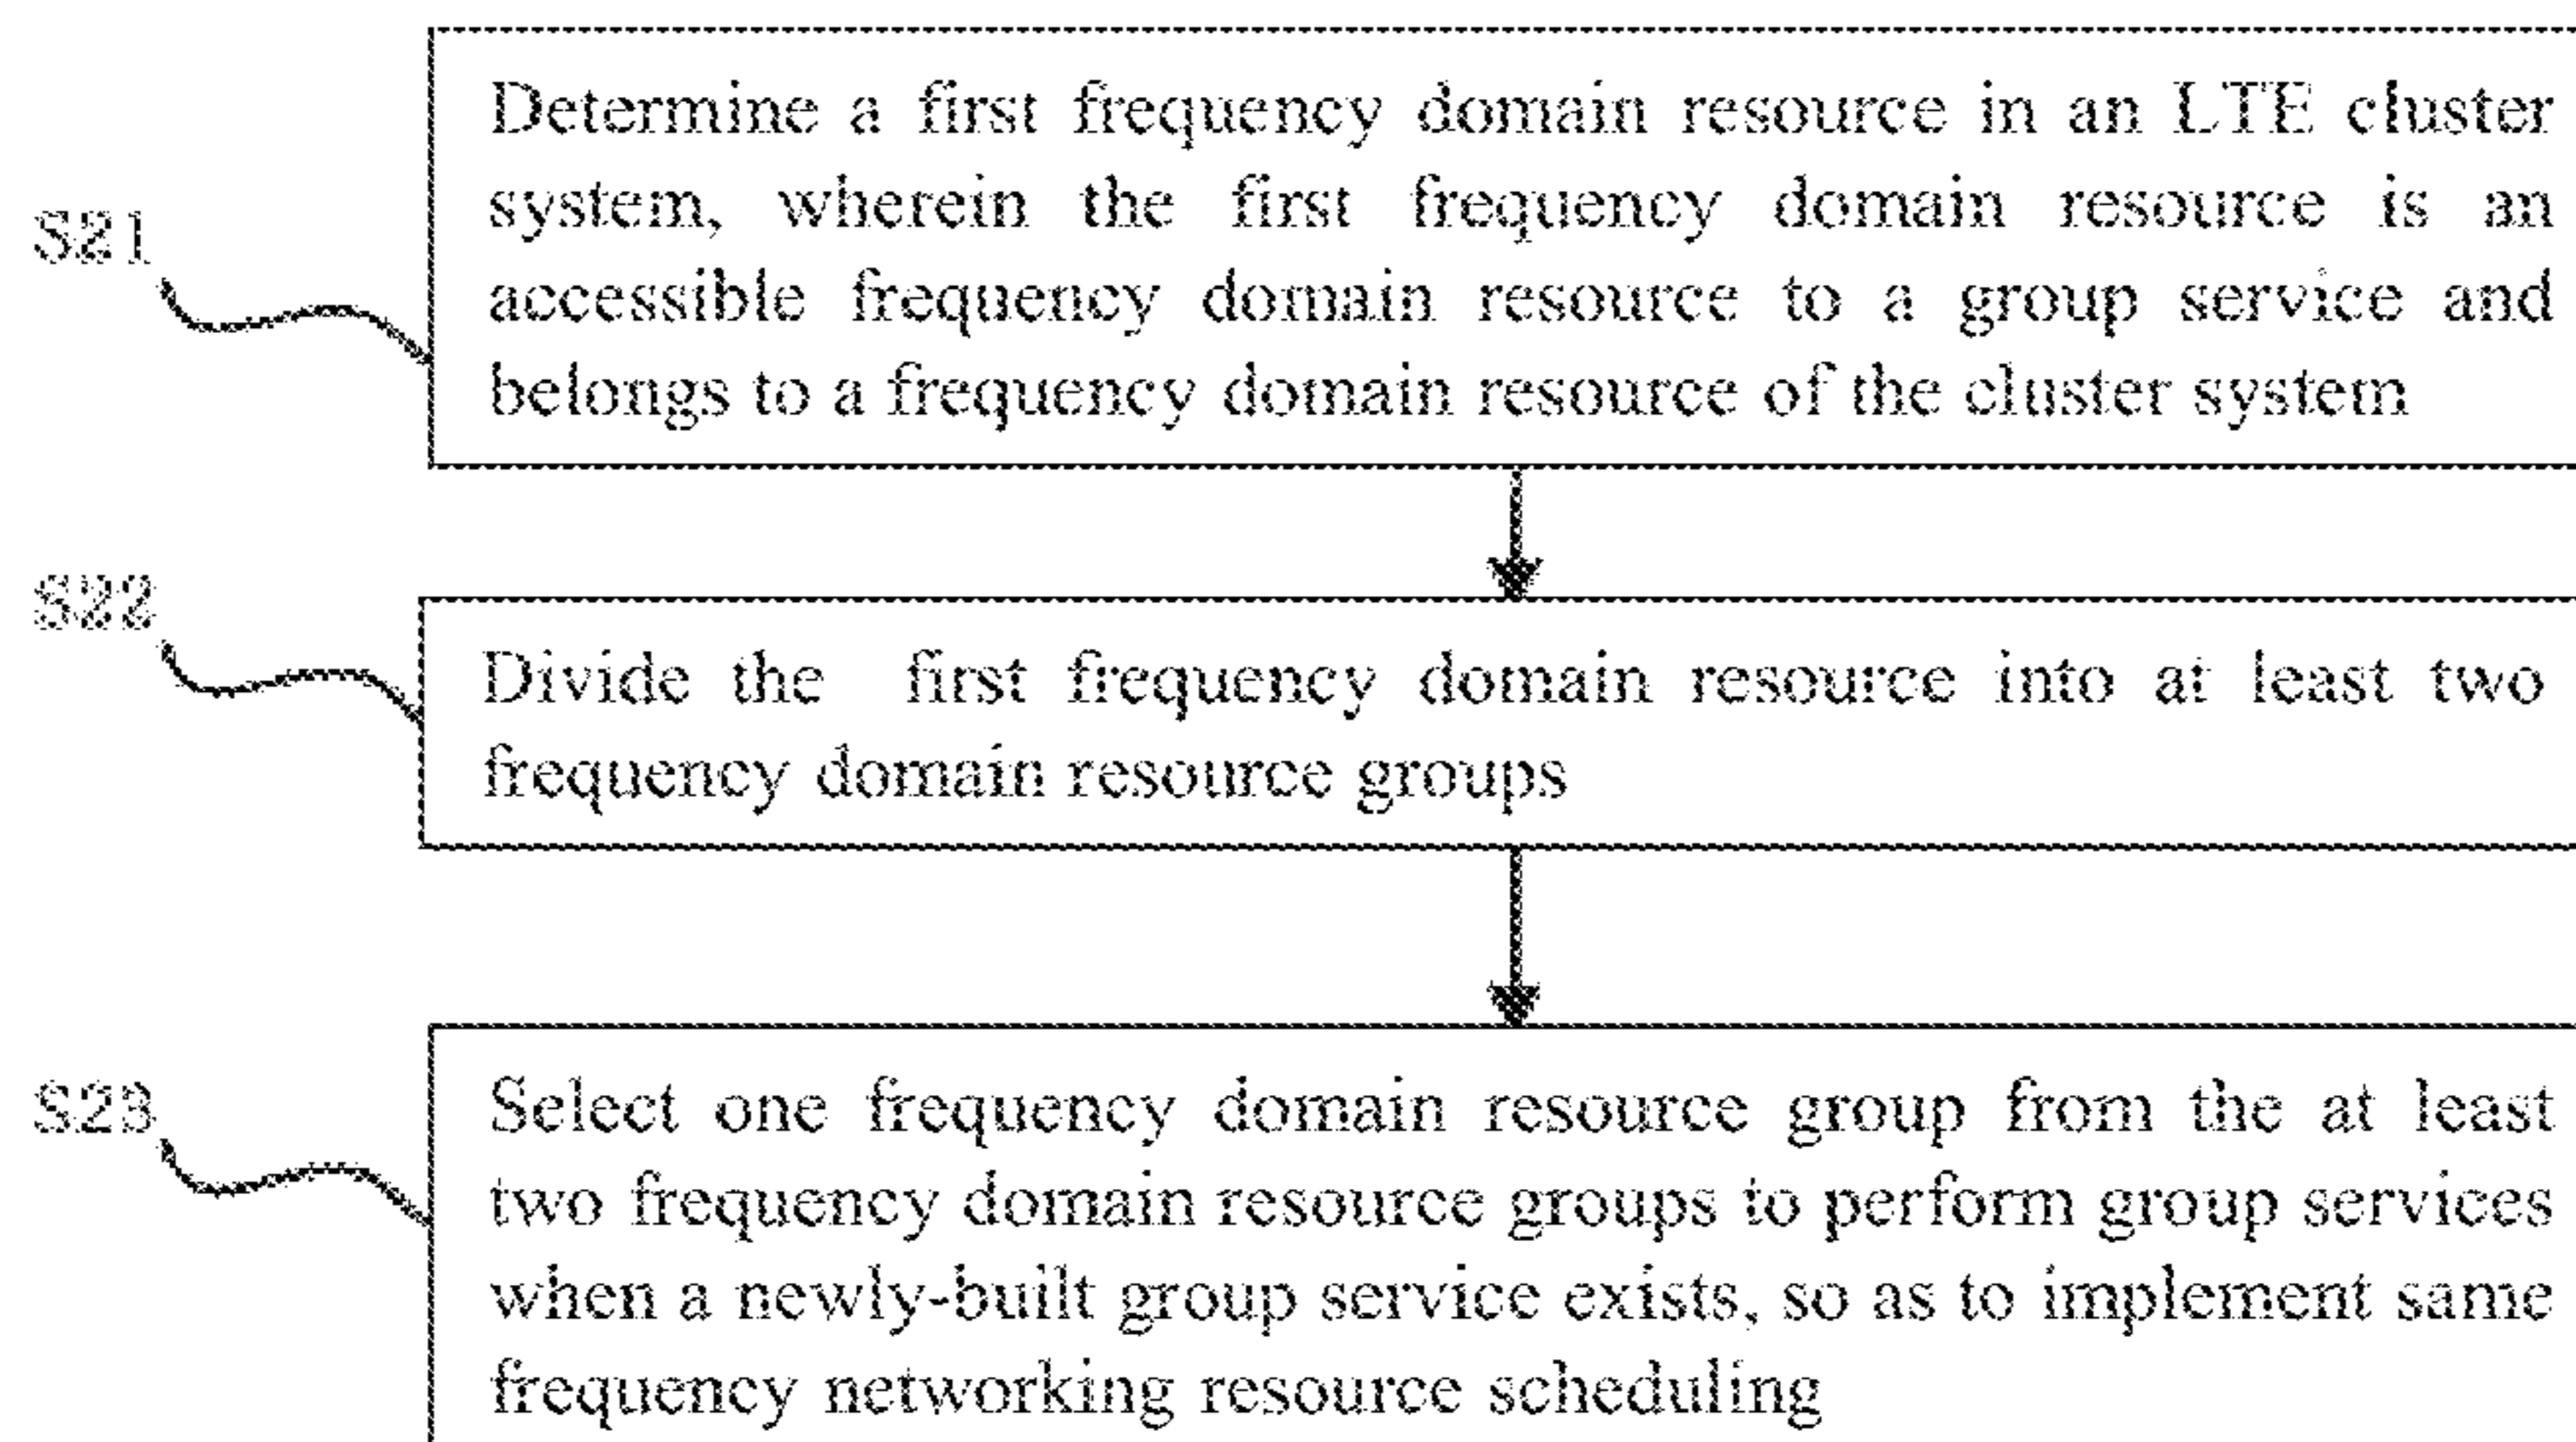 Determine a first frequency domain resource in an LTE cluster
system, wherein the first frequency domain resource is an
S21
accessible frequency domain resource to a group service and
belongs to a frequency domain resource of the cluster system
S22
Divide the first frequency domain resource into at least two
frequency domain resource groups
S23
Select one frequency domain resource group from the at least
two frequency domain resource groups to perform group services
when a newly-built group service exists, so as to implement same
frequency networking resource scheduling